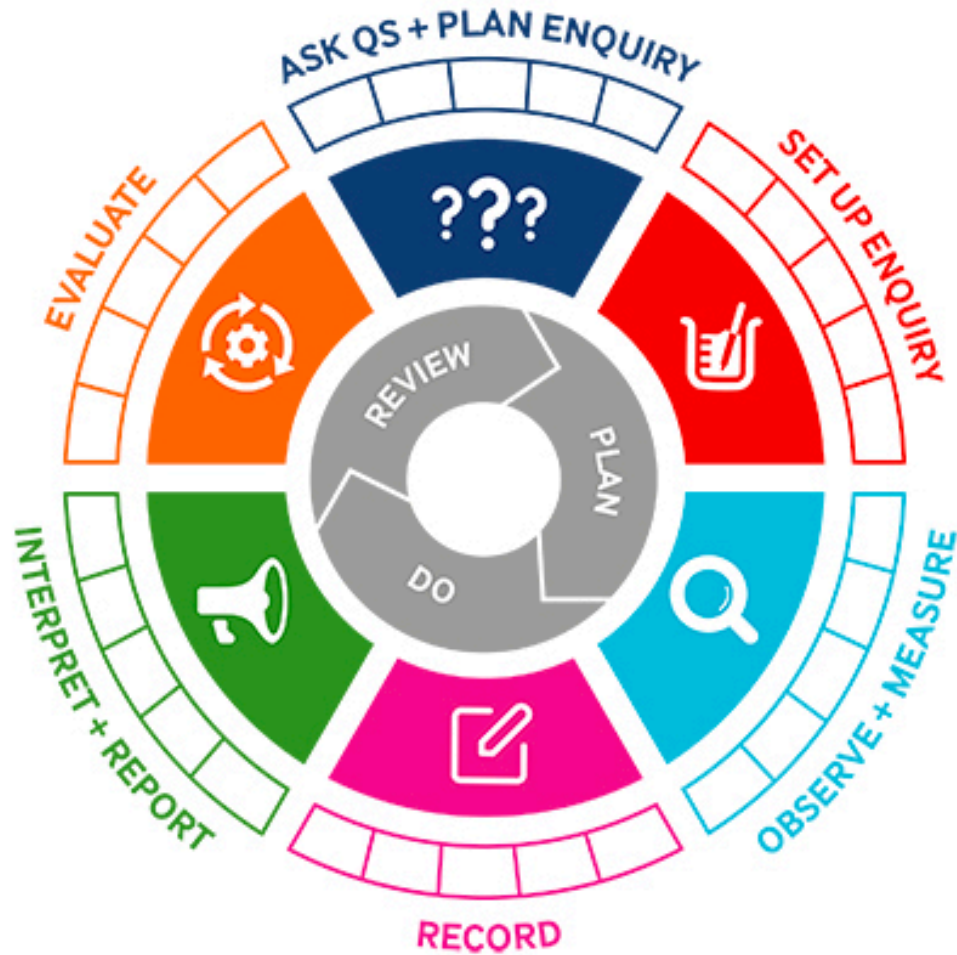 ASK QS + PLAN ENQUIRY
SET UP ENQUIRY
OBSERVE + MEASURE
RECORD
INTERPRET + REPORT
EVALUATE
???
REVIEW
PLAN
DO